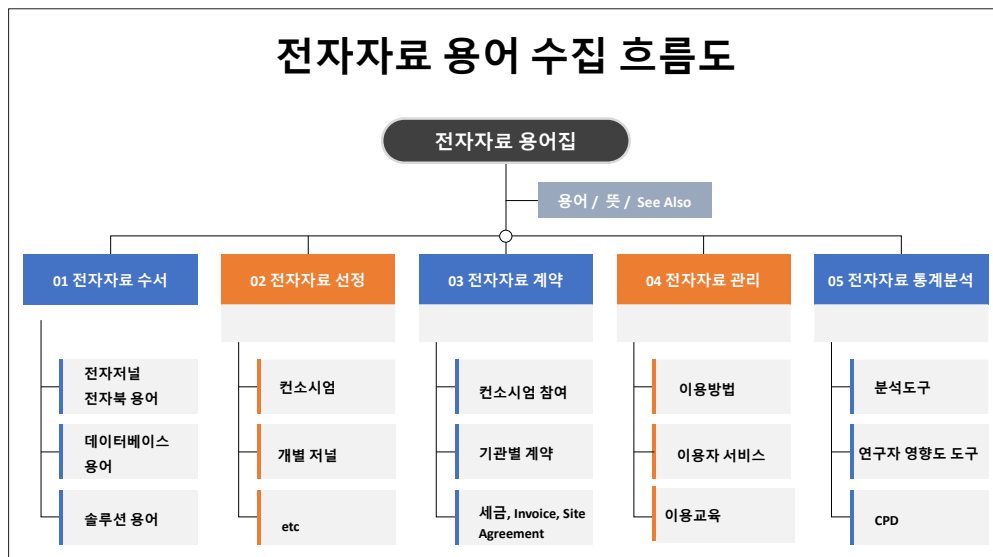 전자자료 용어 수집 흐름도
전자자료 용어집
용어 / 뜻 / See Also
01 전자자료 수서
전자저널
전자북 용어
데이터베이스
용어
솔루션 용어
02 전자자료 선정
컨소시엄
개별 저널
etc
03 전자자료 계약
컨소시엄 참여
기관별 계약
세금, Invoice, Site
Agreement
04 전자자료 관리
이용방법
이용자 서비스
이용교육
05 전자자료 통계분석
분석도구
연구자 영향도 도구
CPD